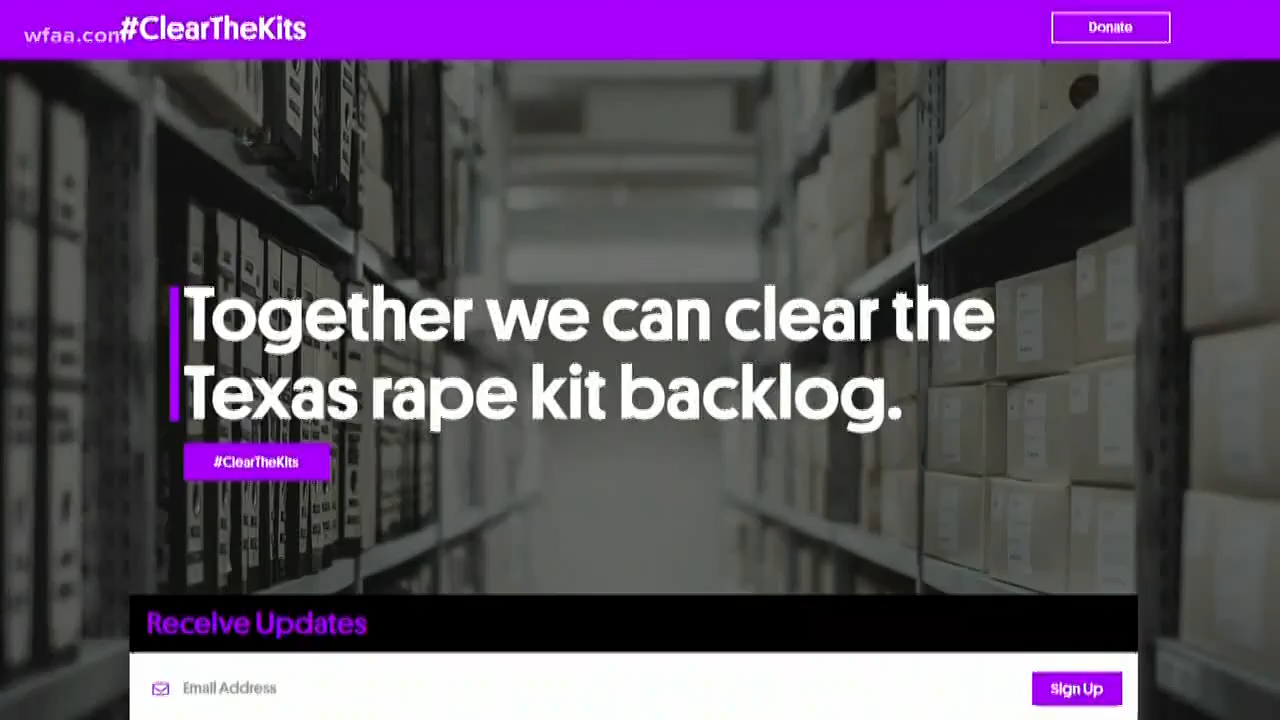 wfaa.com
#ClearTheKits
Donate
Together we can clear the
Texas rape kit backlog.
#ClearTheKits
Receive Updates
Email Address
Sign Up